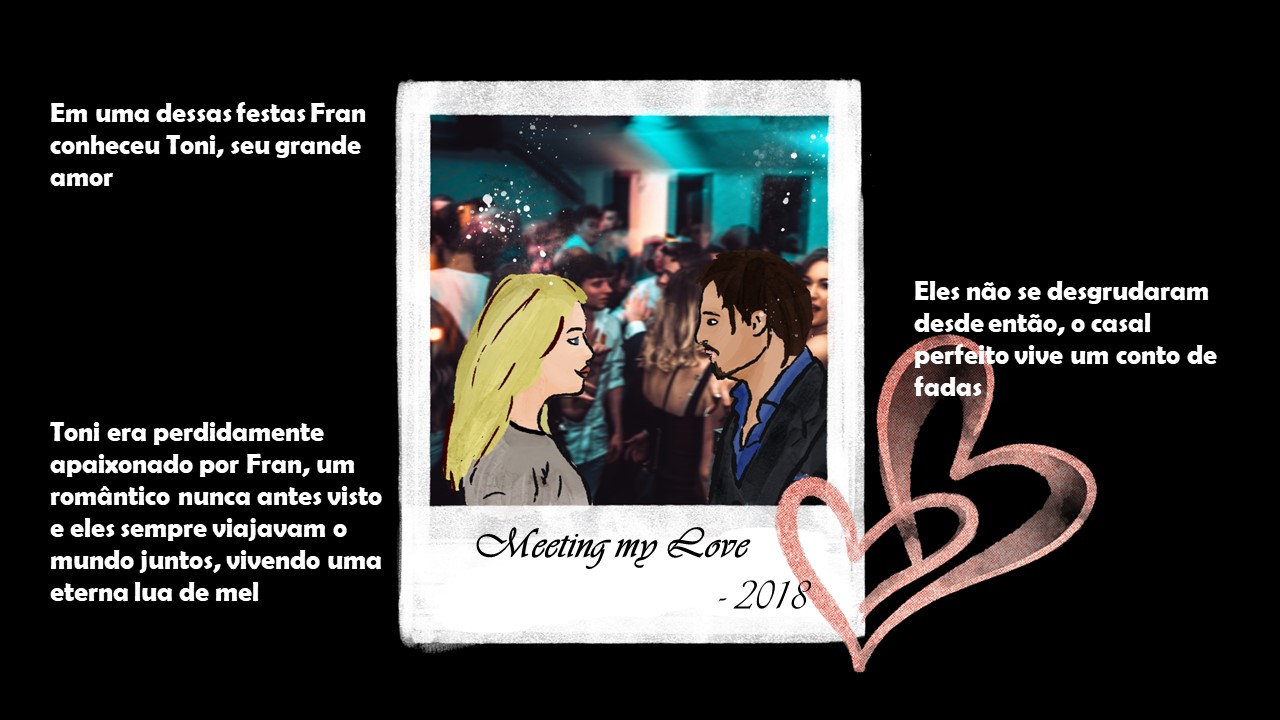 Em uma dessas festas Fran
conheceu Toni, seu grande
amor
Toni era perdidamente
apaixonado por Fran, um
romântico nunca antes visto
e eles sempre viajavam o
mundo juntos, vivendo uma
eterna lua de mel
Meeting my Love
- 2018
Eles não se desgrudaram
desde então, o casal
perfeito vive um conto de
fadas